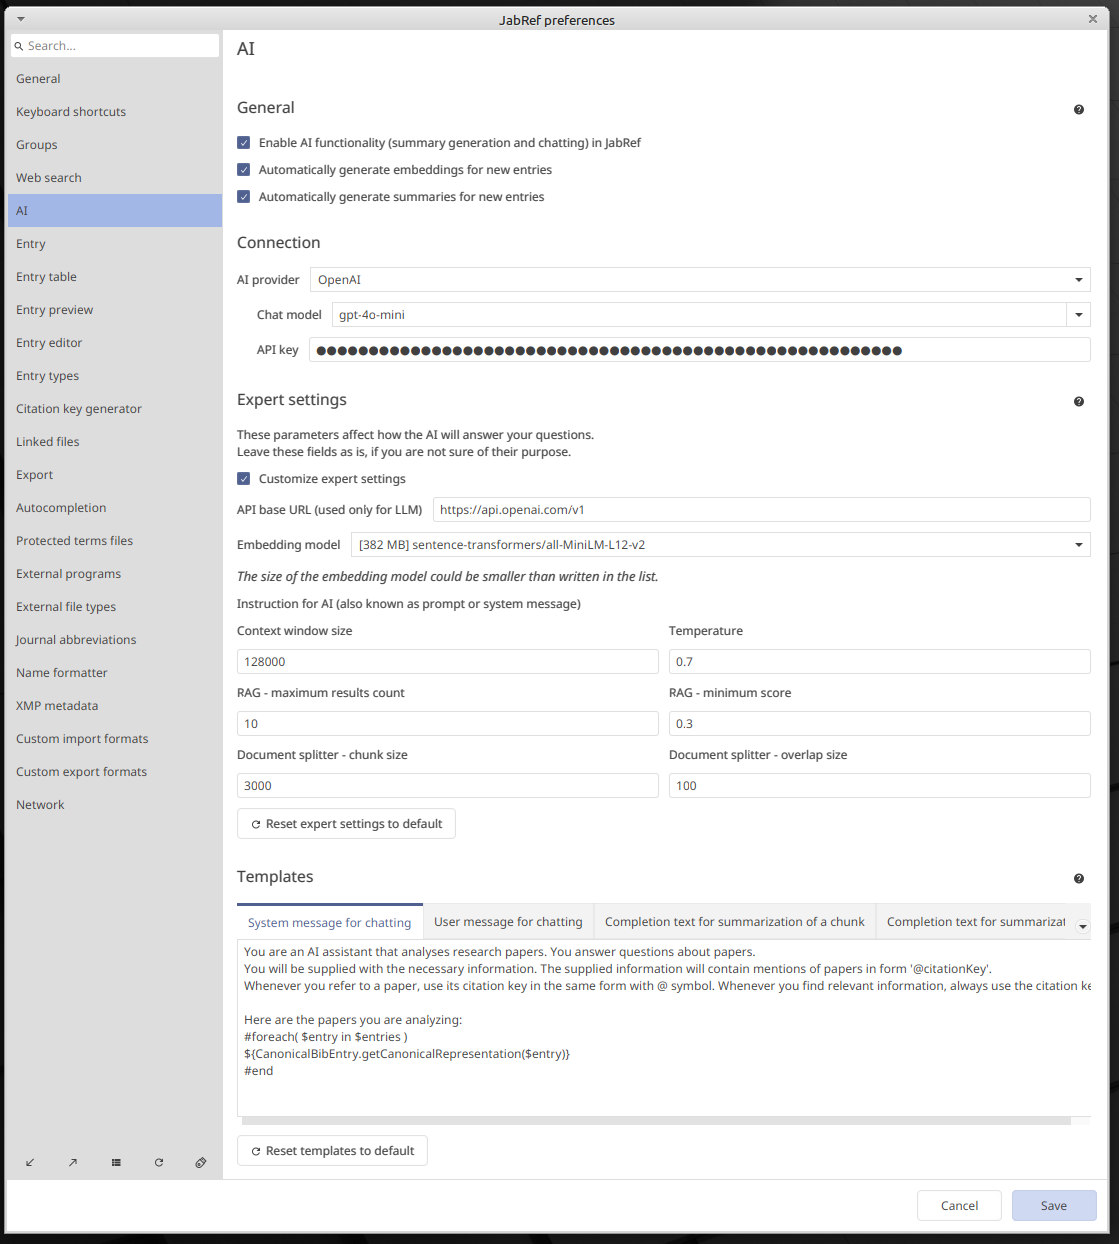 JabRef preferences
Search...
General
Keyboard shortcuts
Groups
Web search
AI
Entry
Entry table
Entry preview
Entry editor
Entry types
Citation key generator
Linked files
Export
Autocompletion
Protected terms files
External programs
External file types
Journal abbreviations
Name formatter
XMP metadata
Custom import formats
Custom export formats
Network
AI
General
Enable AI functionality (summary generation and chatting) in JabRef
Automatically generate embeddings for new entries
Automatically generate summaries for new entries
Connection
AI provider OpenAI
Chat model gpt-4o-mini
API key
Expert settings
These parameters affect how the AI will answer your questions.
Leave these fields as is, if you are not sure of their purpose.
Customize expert settings
API base URL (used only for LLM) https://api.openai.com/v1
Embedding model [382 MB] sentence-transformers/all-MiniLM-L12-v2
The size of the embedding model could be smaller than written in the list.
Instruction for AI (also known as prompt or system message)
Context window size Temperature
128000 0.7
RAG - maximum results count RAG - minimum score
10 0.3
Document splitter - chunk size Document splitter - overlap size
3000 100
Reset expert settings to default
Templates
System message for chatting User message for chatting Completion text for summarization of a chunk Completion text for summarizat
You are an AI assistant that analyses research papers. You answer questions about papers.
You will be supplied with the necessary information. The supplied information will contain mentions of papers in form '@citationKey'.
Whenever you refer to a paper, use its citation key in the same form with @ symbol. Whenever you find relevant information, always use the citation ke
Here are the papers you are analyzing:
#foreach( $entry in $entries )
${CanonicalBibEntry.getCanonicalRepresentation($entry)}
#end
Reset templates to default
Cancel Save